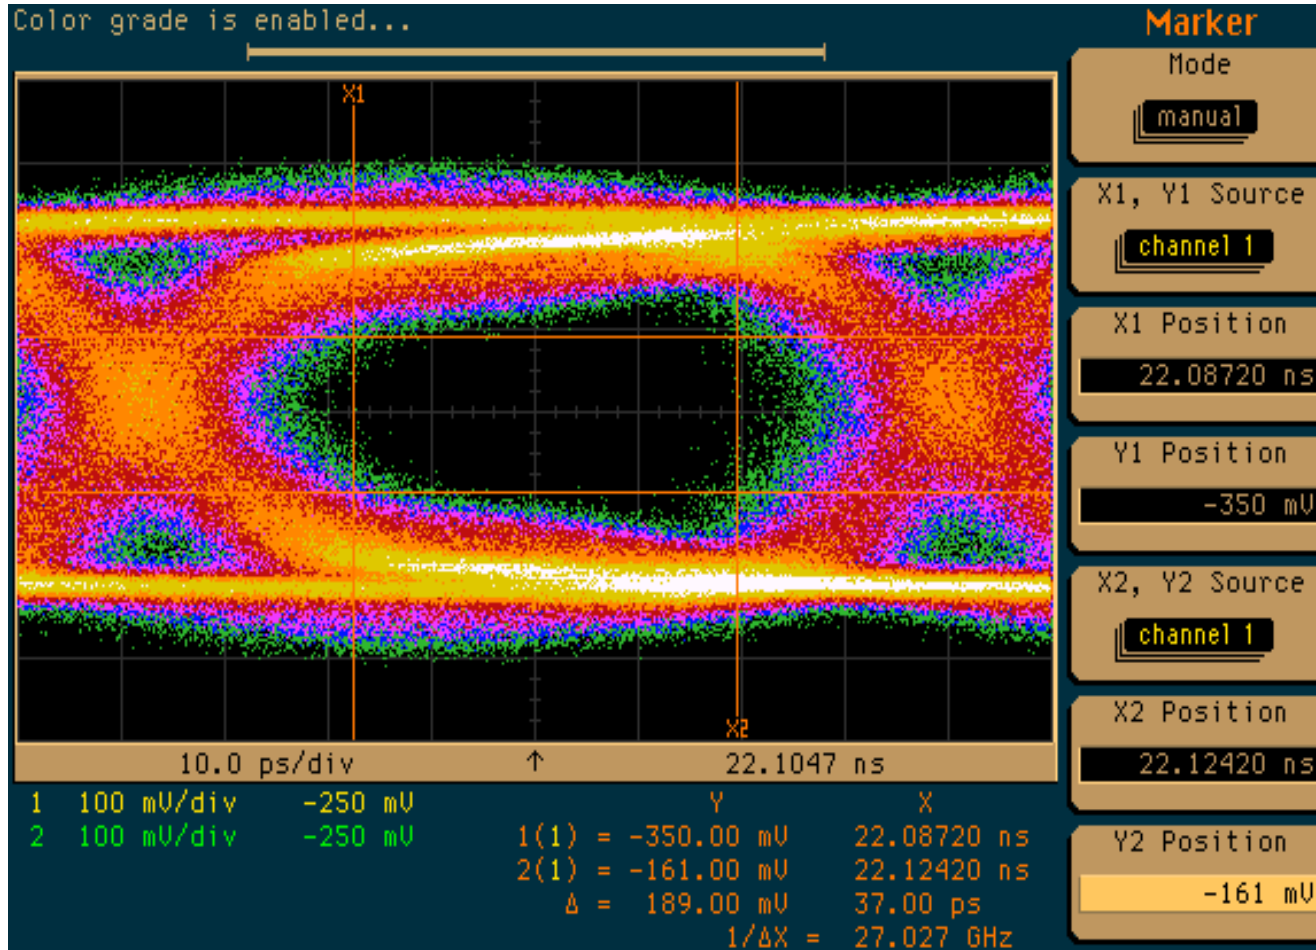 Color grade is enabled...
Marker
Mode
manual
X1, Y1 Source
channel 1
X1 Position
22.08720 ns
Y1 Position
-350 mV
X2, Y2 Source
channel 1
X2 Position
22.12420 ns
Y2 Position
-161 mV
X1
X2
10.0 ps/div ↑ 22.1047 ns
1 100 mV/div -250 mV Y X
2 100 mV/div -250 mV 1(1) = -350.00 mV 22.08720 ns
2(1) = -161.00 mV 22.12420 ns
Δ = 189.00 mV 37.00 ps
1/ΔX = 27.027 GHz